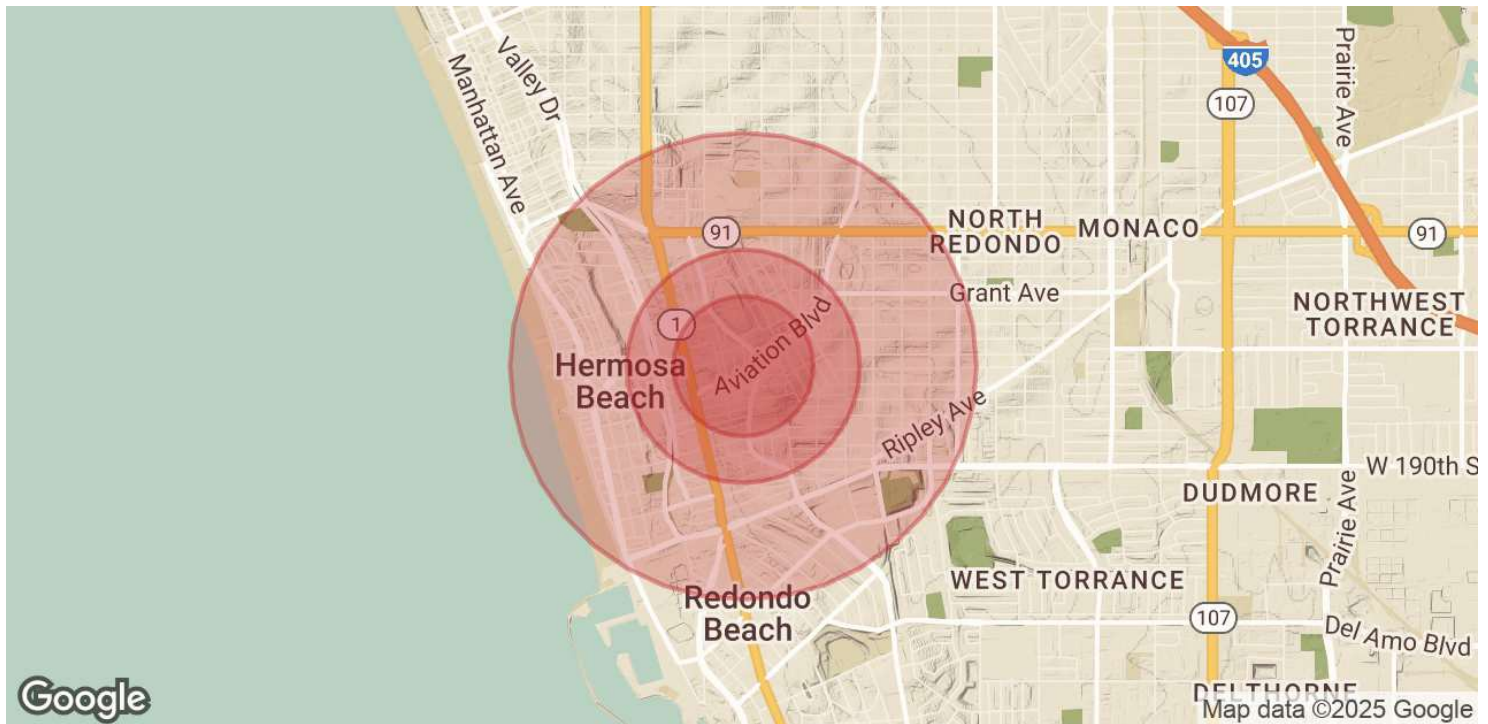 Valley Dr
Manhattan Ave
405
107
Prairie Ave
91
NORTH
REDONDO
MONACO
91
Grant Ave
NORTHWEST
TORRANCE
1
Aviation Blvd
Hermosa
Beach
Ripley Ave
W 190th S
DUDMORE
Prairie Ave
WEST TORRANCE
Redondo
Beach
107
Del Amo Blvd
DELTHORNE
Google
Map data ©2025 Google